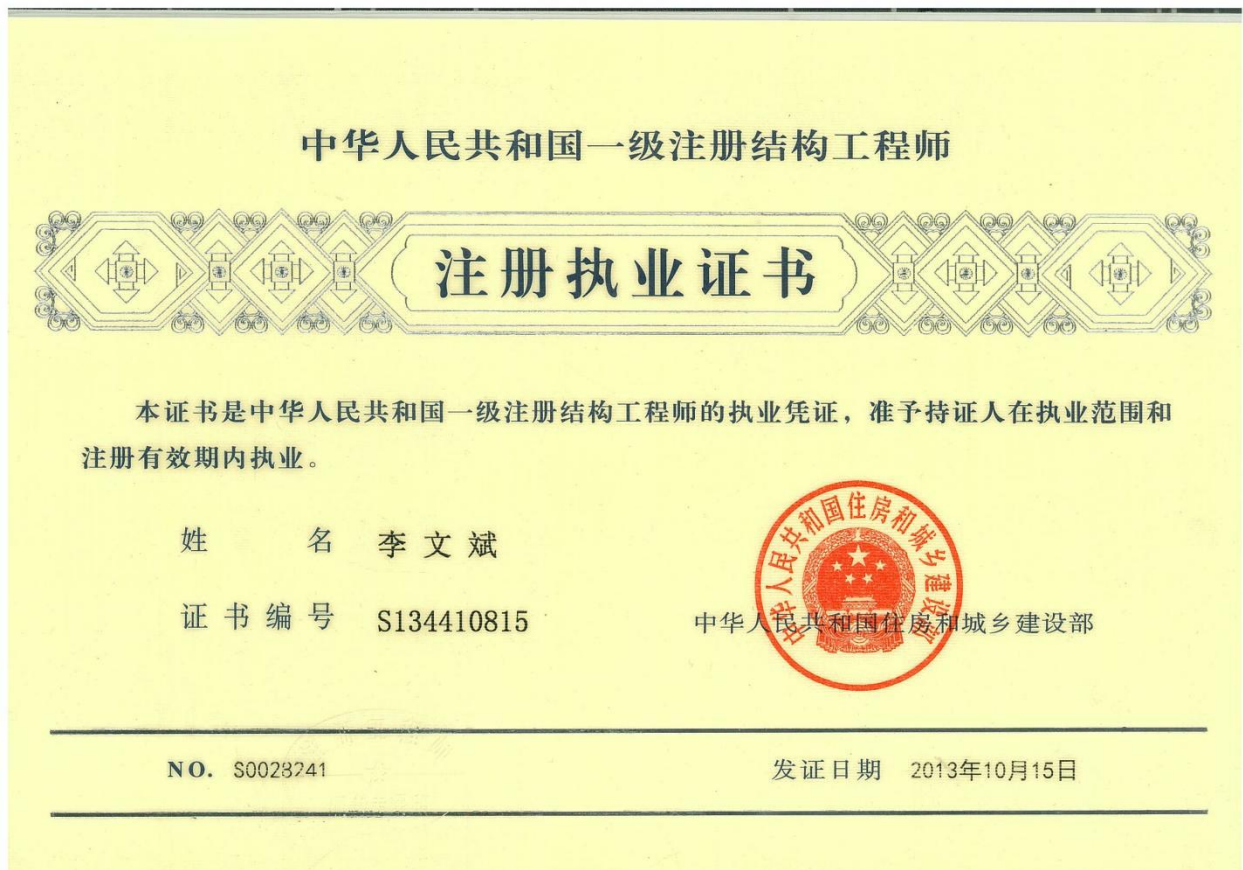 中华人民共和国一级注册结构工程师
注册执业证书
本证书是中华人民共和国一级注册结构工程师的执业凭证，准予持证人在执业范围和
注册有效期内执业。
姓 名 李文斌
证书编号 S134410815
中华人民共和国住房和城乡建设部
中华人民共和国住房和城乡建设部
NO. S0028241
发证日期 2013年10月15日